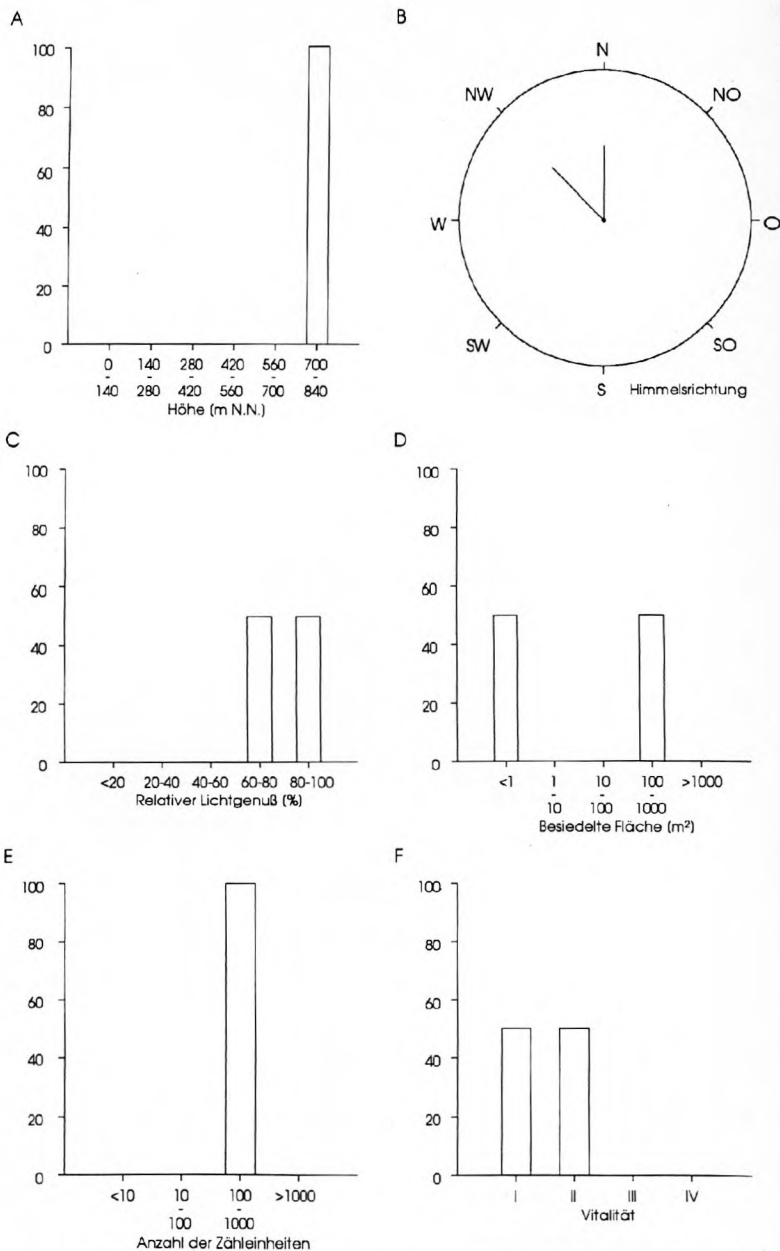 A
100
80
60
40
20
0
0 140 280 420 560 700
- - - - - -
140 280 420 560 700 840
Höhe (m N.N.)
B
N
NW NO
W O
SW SO
S Himmelsrichtung
C
100
80
60
40
20
0
<20 20-40 40-60 60-80 80-100
Relativer Lichtgenuß (%)
D
100
80
60
40
20
0
<1 1 10 100 >1000
- - -
10 100 1000
Besiedelte Fläche (m²)
E
100
80
60
40
20
0
<10 10 100 >1000
- -
100 1000
Anzahl der Zähleinheiten
F
100
80
60
40
20
0
I II III IV
Vitalität